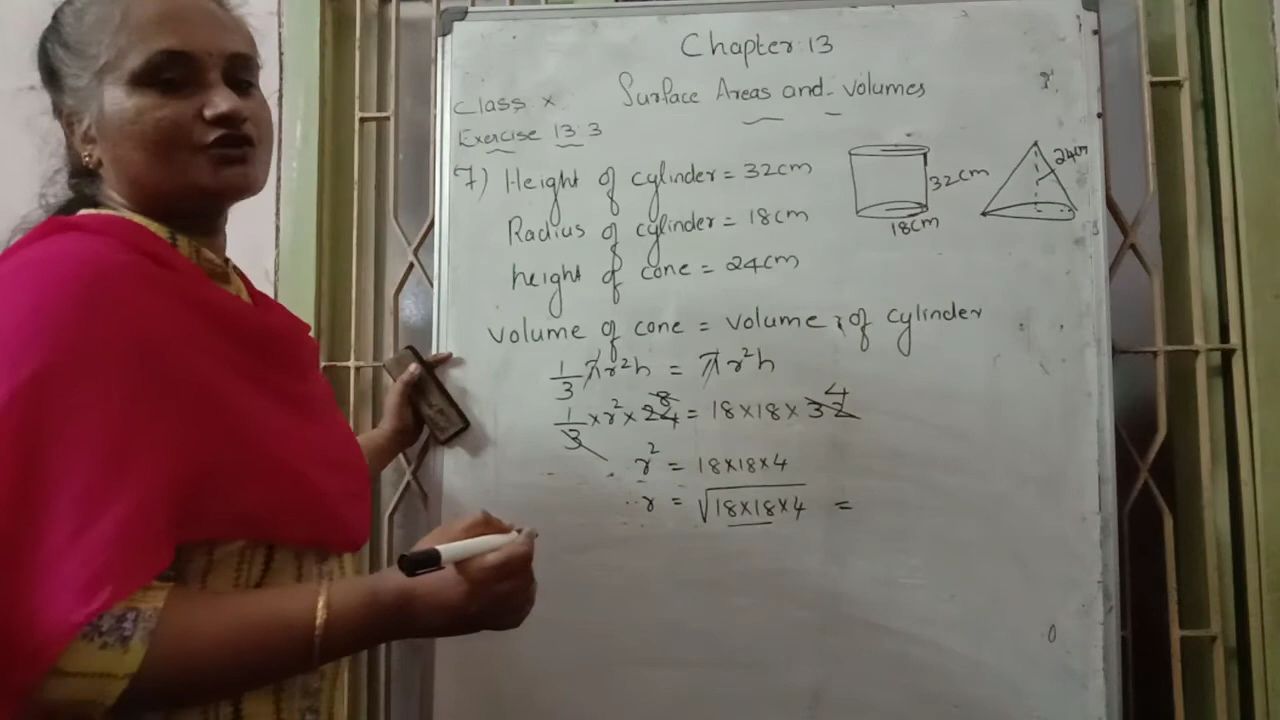 Chapter 13
Class X
Surface Areas and volumes
Exercise 13.3
7) Height of cylinder = 32cm
Radius of cylinder = 18cm
height of cone = 24cm
32cm
18cm
24cm
volume of cone = volume of cylinder
1/3 πr²h = πr²h
8 4
1/3 × r² × 24 = 18×18×32
r² = 18×18×4
r = √18×18×4 =